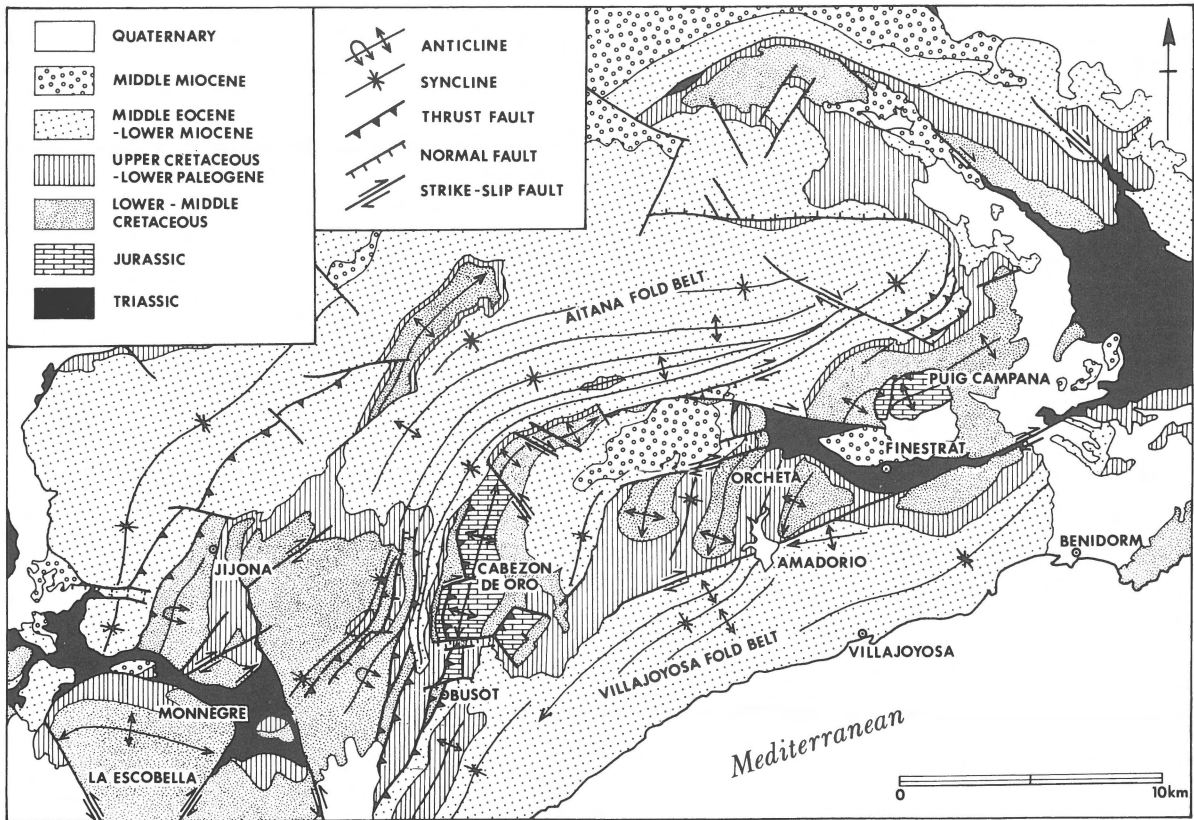 QUATERNARY
MIDDLE MIOCENE
MIDDLE EOCENE
-LOWER MIOCENE
UPPER CRETACEOUS
-LOWER PALEOGENE
LOWER - MIDDLE
CRETACEOUS
JURASSIC
TRIASSIC
ANTICLINE
SYNCLINE
THRUST FAULT
NORMAL FAULT
STRIKE-SLIP FAULT
AITANA FOLD BELT
PUIG CAMPANA
FINESTRAT
ORCHETA
BENIDORM
AMADORIO
JIJONA
CABEZON
DE ORO
VILLAJOYOSA
VILLAJOYOSA FOLD BELT
BUSOT
MONNEGRE
LA ESCOBELLA
Mediterranean
0 10km